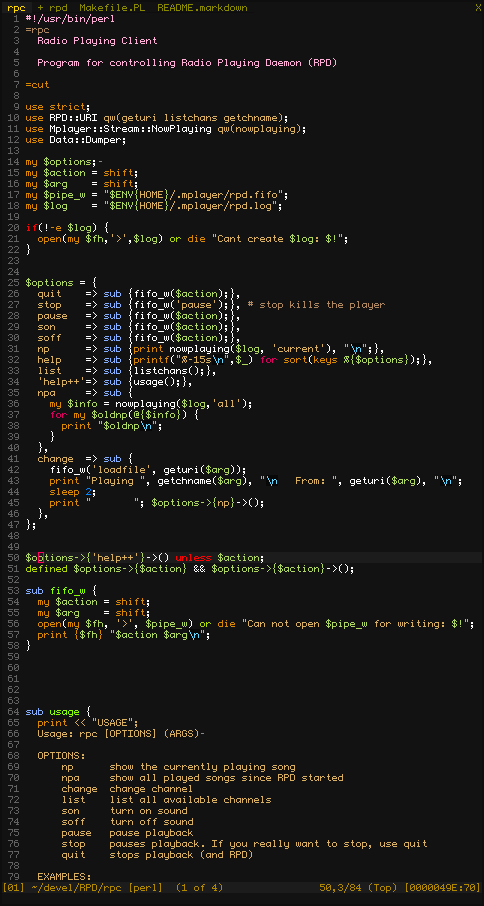 rpc  + rpd  Makefile.PL  README.markdown X
1 #!/usr/bin/perl
2 =rpc
3   Radio Playing Client
4
5   Program for controlling Radio Playing Daemon (RPD)
6
7 =cut
8
9 use strict;
10 use RPD::URI qw(geturi listchans getchname);
11 use Mplayer::Stream::NowPlaying qw(nowplaying);
12 use Data::Dumper;
13
14 my $options;-
15 my $action = shift;
16 my $arg    = shift;
17 my $pipe_w = "$ENV{HOME}/.mplayer/rpd.fifo";
18 my $log    = "$ENV{HOME}/.mplayer/rpd.log";
19
20 if(!-e $log) {
21   open(my $fh,'>',$log) or die "Cant create $log: $!";
22 }
23
24
25 $options = {
26   quit    => sub {fifo_w($action);},
27   stop    => sub {fifo_w('pause');}, # stop kills the player
28   pause   => sub {fifo_w($action);},
29   son     => sub {fifo_w($action);},
30   soff    => sub {fifo_w($action);},
31   np      => sub {print nowplaying($log, 'current'), "\n";},
32   help    => sub {printf("%-15s\n",$_) for sort(keys %{$options});},
33   list    => sub {listchans();},
34   'help++'=> sub {usage();},
35   npa     => sub {
36     my $info = nowplaying($log,'all');
37     for my $oldnp(@{$info}) {
38       print "$oldnp\n";
39     }
40   },
41   change  => sub {
42     fifo_w('loadfile', geturi($arg));
43     print "Playing ", getchname($arg), "\n   From: ", geturi($arg), "\n";
44     sleep 2;
45     print "       "; $options->{np}->();
46   },
47 };
48
49
50 $options->{'help++'}->() unless $action;
51 defined $options->{$action} && $options->{$action}->();
52
53 sub fifo_w {
54   my $action = shift;
55   my $arg    = shift;
56   open(my $fh, '>', $pipe_w) or die "Can not open $pipe_w for writing: $!";
57   print {$fh} "$action $arg\n";
58 }
59
60
61
62
63
64 sub usage {
65   print << "USAGE";
66   Usage: rpc [OPTIONS] (ARGS)-
67
68   OPTIONS:
69       np      show the currently playing song
70       npa     show all played songs since RPD started
71       change  change channel
72       list    list all available channels
73       son     turn on sound
74       soff    turn off sound
75       pause   pause playback
76       stop    pauses playback. If you really want to stop, use quit
77       quit    stops playback (and RPD)
78
79   EXAMPLES:
[01] ~/devel/RPD/rpc [perl]  (1 of 4) 50,3/84 (Top) [0000049E:70]